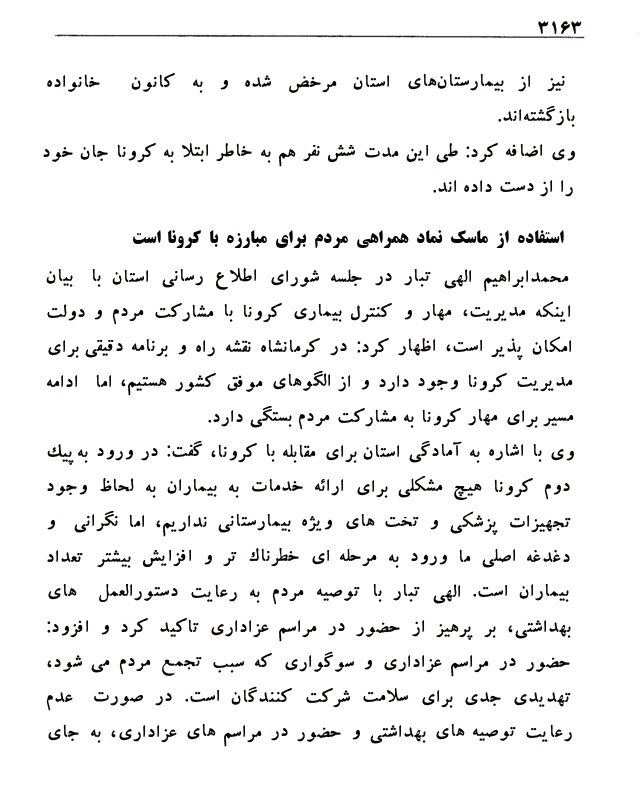 ۳۱۶۳
نیز از بیمارستان‌های استان مرخص شده و به کانون خانواده
بازگشته‌اند.
وی اضافه کرد: طی این مدت شش نفر هم به خاطر ابتلا به کرونا جان خود
را از دست داده اند.
استفاده از ماسک نماد همراهی مردم برای مبارزه با کرونا است
محمدابراهیم الهی تبار در جلسه شورای اطلاع رسانی استان با بیان
اینکه مدیریت، مهار و کنترل بیماری کرونا با مشارکت مردم و دولت
امکان پذیر است، اظهار کرد: در کرمانشاه نقشه راه و برنامه دقیقی برای
مدیریت کرونا وجود دارد و از الگوهای موفق کشور هستیم، اما ادامه
مسیر برای مهار کرونا به مشارکت مردم بستگی دارد.
وی با اشاره به آمادگی استان برای مقابله با کرونا، گفت: در ورود به پیك
دوم کرونا هیچ مشکلی برای ارائه خدمات به بیماران به لحاظ وجود
تجهیزات پزشکی و تخت های ویژه بیمارستانی نداریم، اما نگرانی و
دغدغه اصلی ما ورود به مرحله ای خطرناك تر و افزایش بیشتر تعداد
بیماران است. الهی تبار با توصیه مردم به رعایت دستورالعمل های
بهداشتی، بر پرهیز از حضور در مراسم عزاداری تاکید کرد و افزود:
حضور در مراسم عزاداری و سوگواری که سبب تجمع مردم می شود،
تهدیدی جدی برای سلامت شرکت کنندگان است. در صورت عدم
رعایت توصیه های بهداشتی و حضور در مراسم های عزاداری، به جای